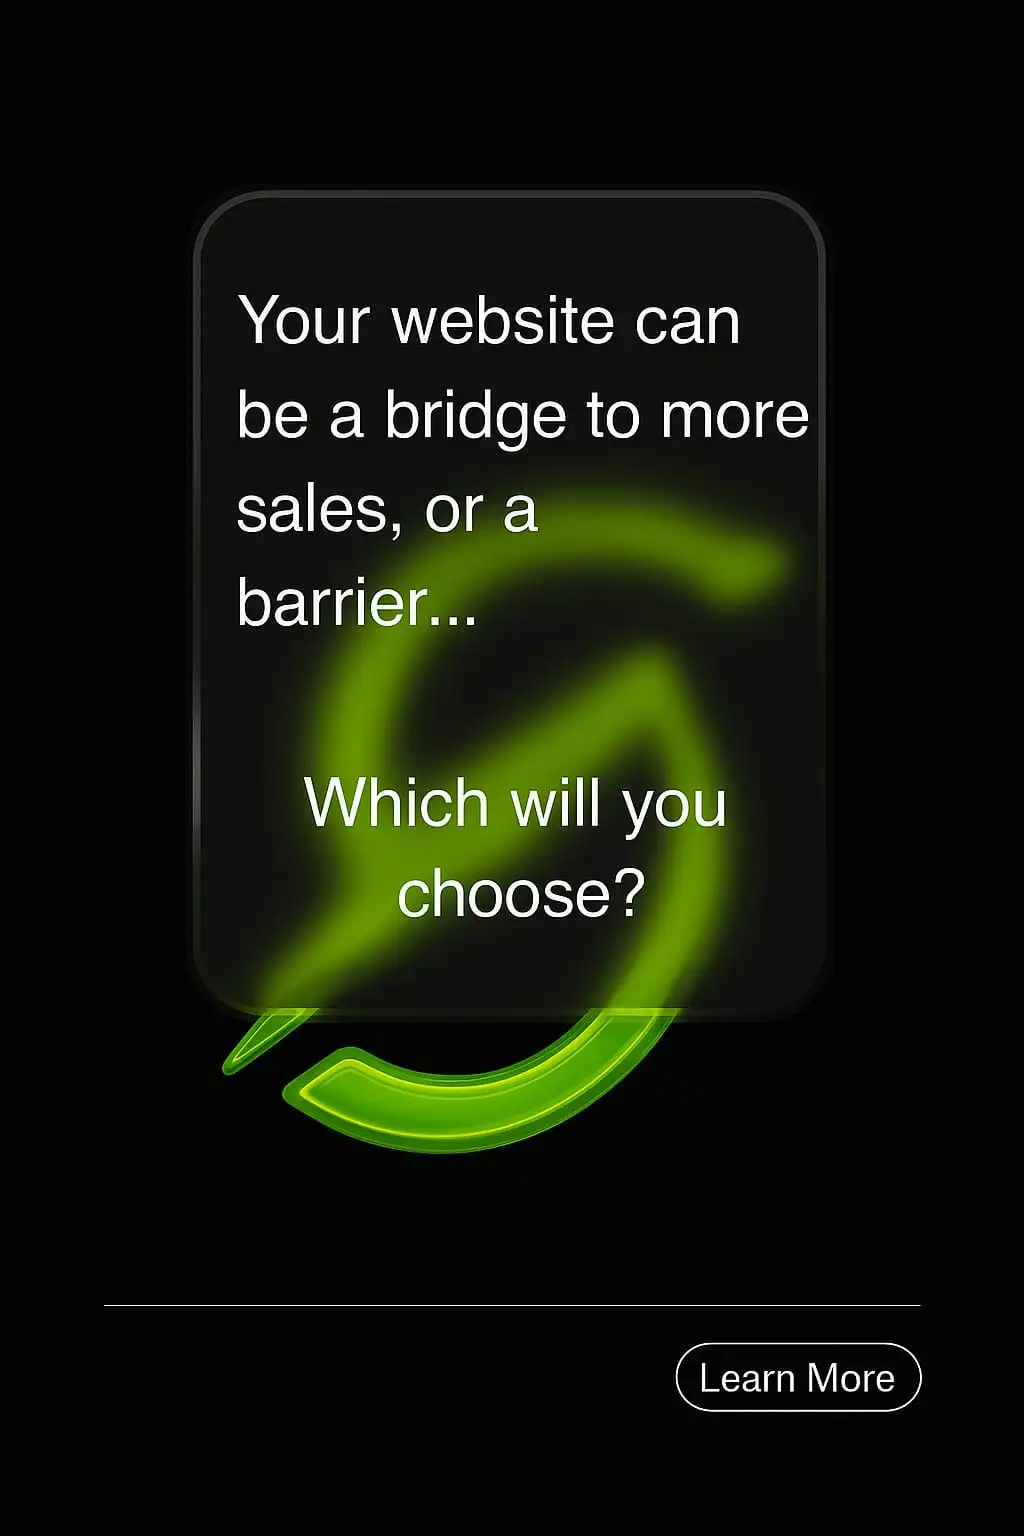 Your website can
be a bridge to more
sales, or a
barrier...
Which will you
choose?
Learn More